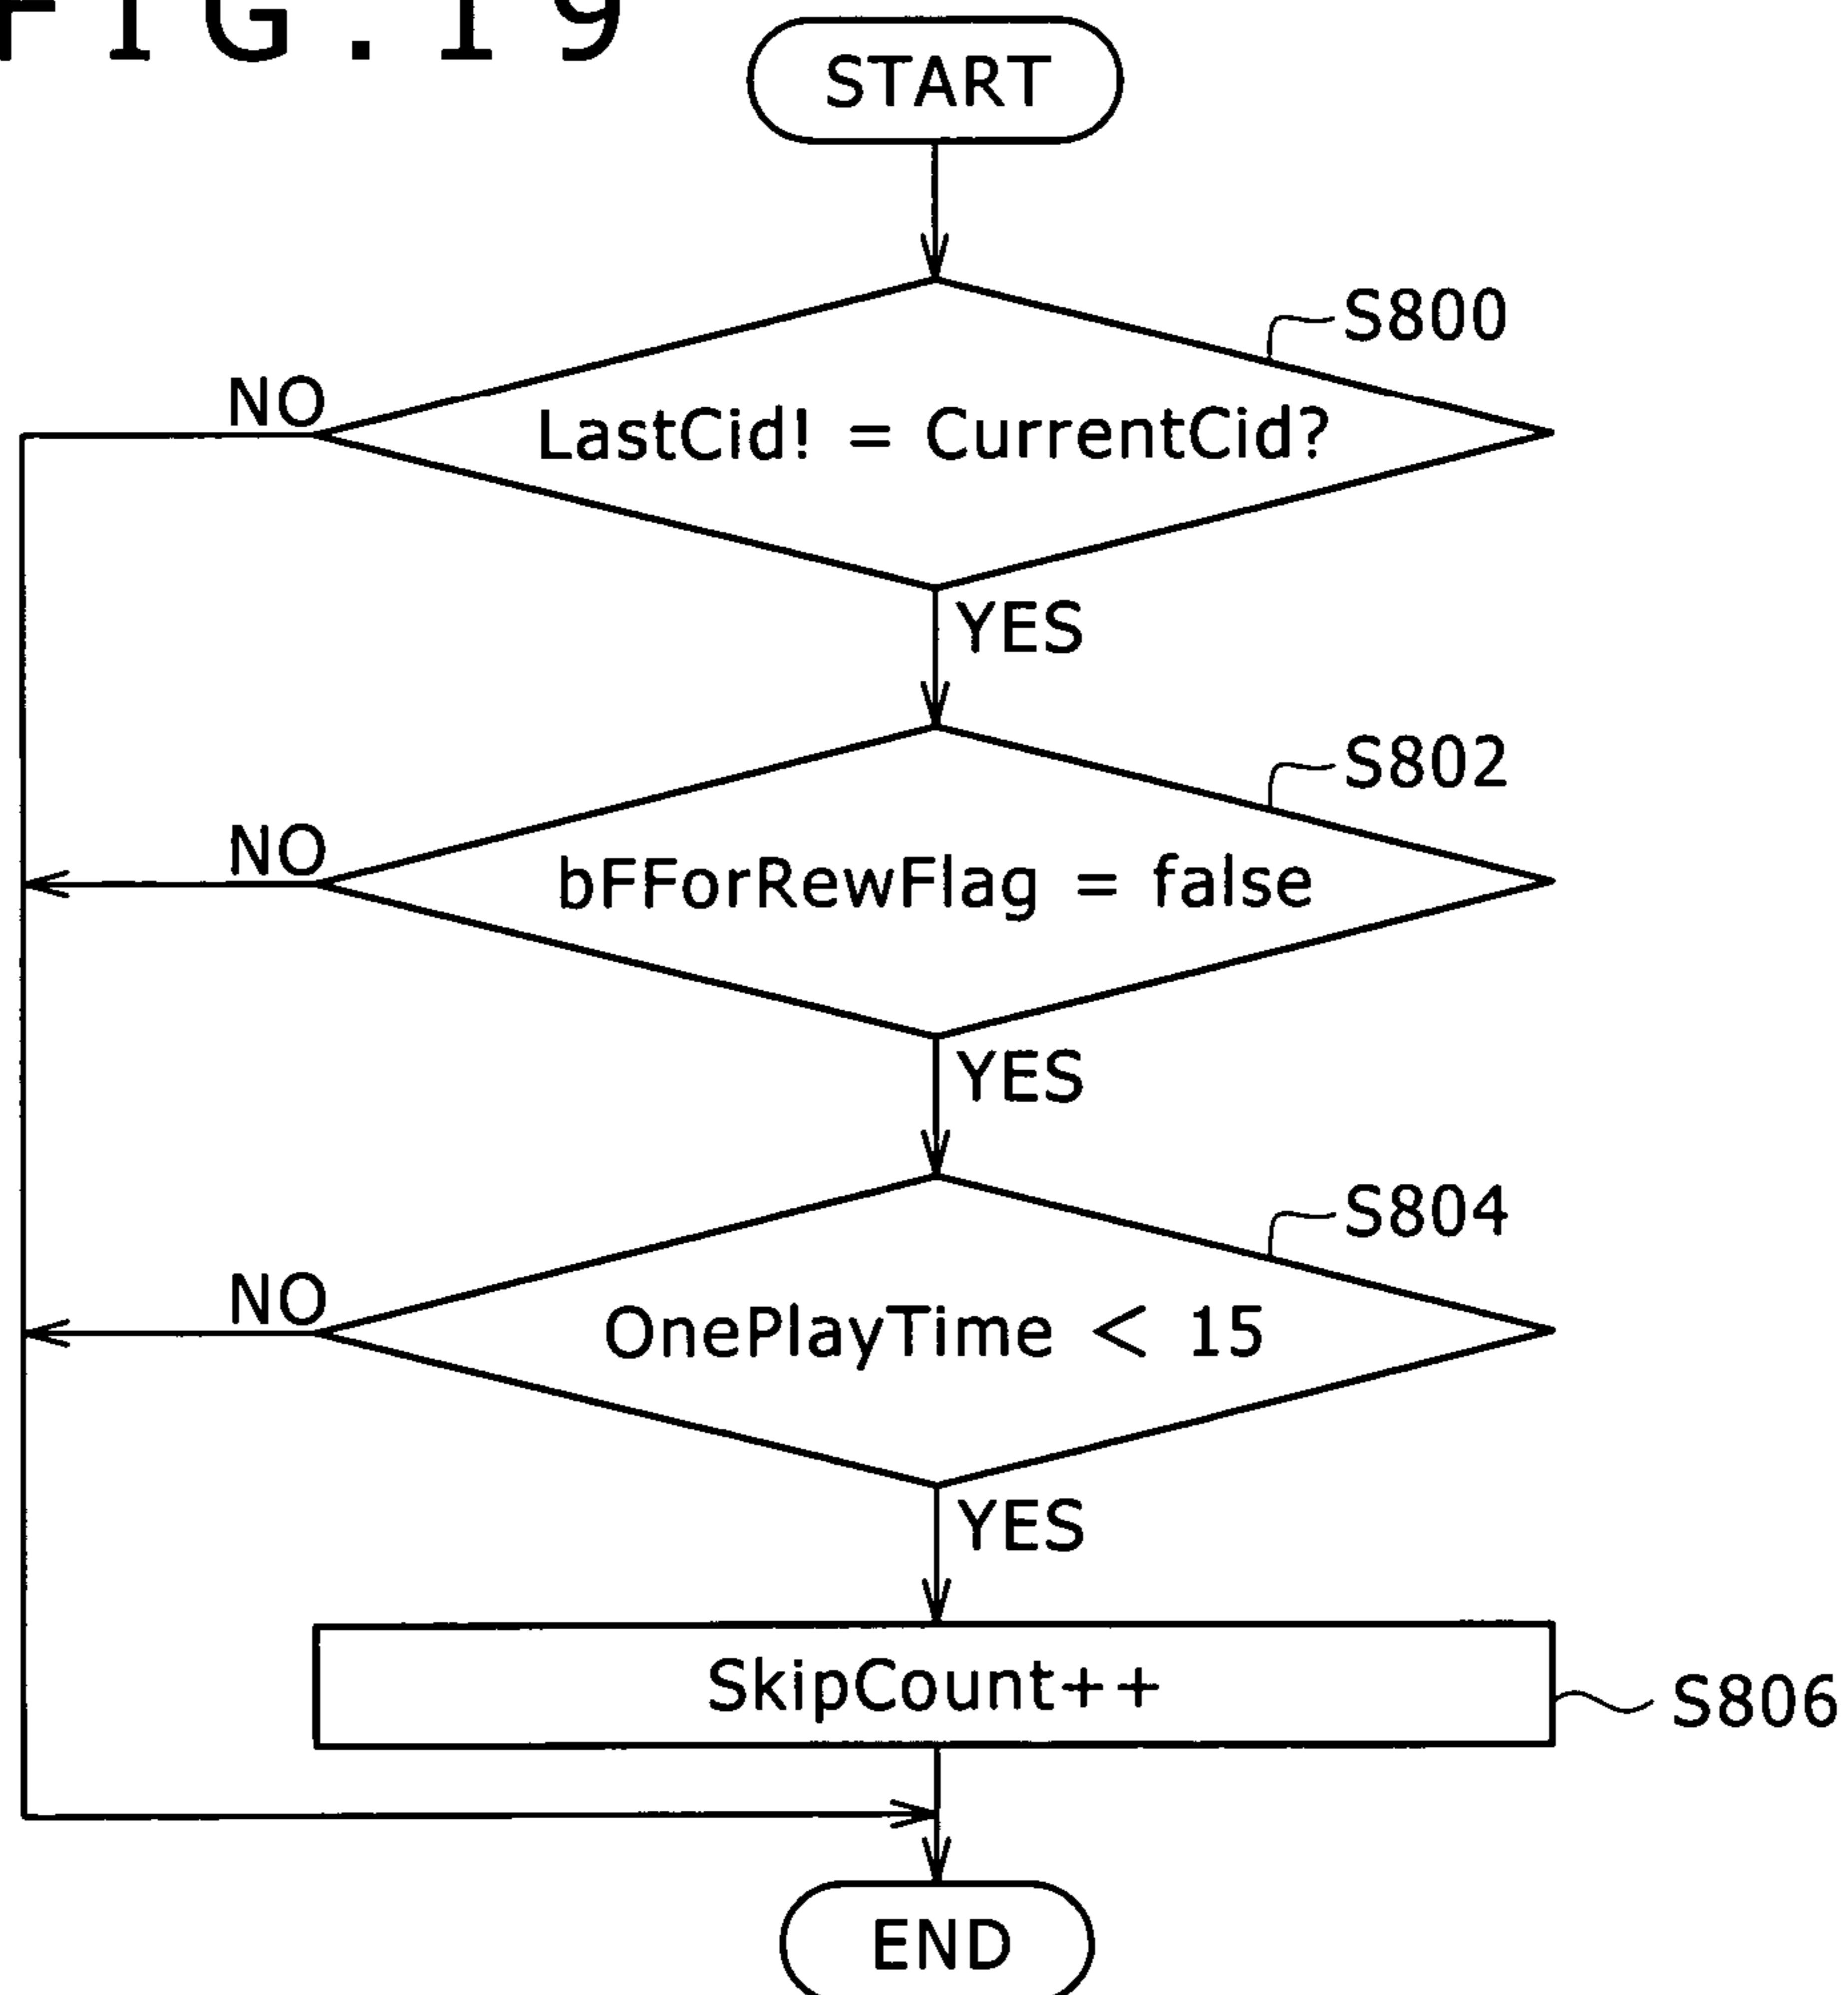 FIG.19
START
S800
NO
LastCid! = CurrentCid?
YES
S802
NO
bFForRewFlag = false
YES
S804
NO
OnePlayTime < 15
YES
SkipCount++
S806
END